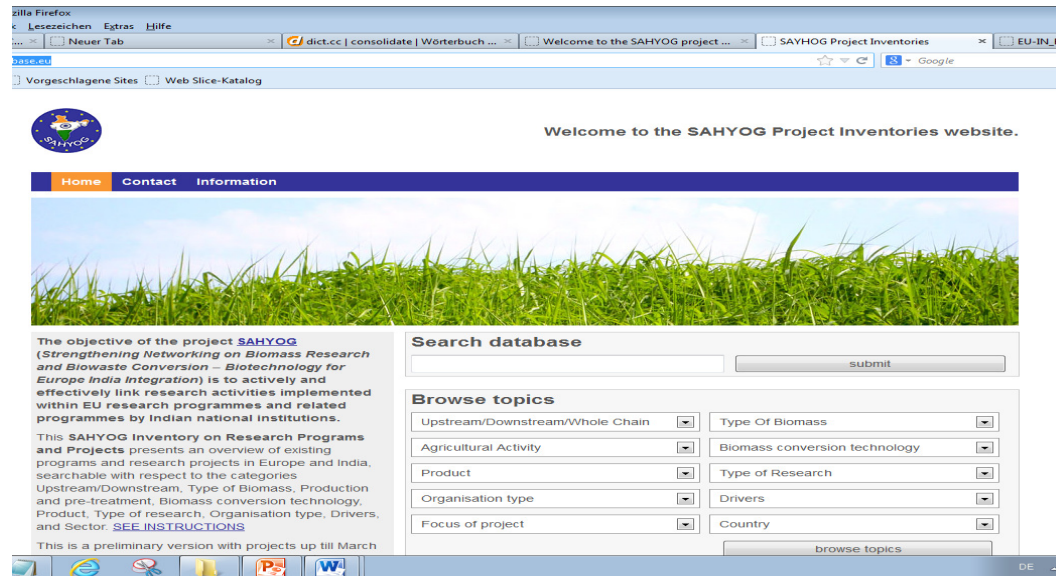 zilla Firefox
Lesezeichen Extras Hilfe
... Neuer Tab dict.cc | consolidate | Wörterbuch ... Welcome to the SAHYOG project ... SAYHOG Project Inventories EU-IN_
base.eu Google
Vorgeschlagene Sites Web Slice-Katalog
SAHYOG
Welcome to the SAHYOG Project Inventories website.
Home Contact Information
The objective of the project SAHYOG
(Strengthening Networking on Biomass Research
and Biowaste Conversion – Biotechnology for
Europe India Integration) is to actively and
effectively link research activities implemented
within EU research programmes and related
programmes by Indian national institutions.
This SAHYOG Inventory on Research Programs
and Projects presents an overview of existing
programs and research projects in Europe and India,
searchable with respect to the categories
Upstream/Downstream, Type of Biomass, Production
and pre-treatment, Biomass conversion technology,
Product, Type of research, Organisation type, Drivers,
and Sector. SEE INSTRUCTIONS
This is a preliminary version with projects up till March
Search database
submit
Browse topics
Upstream/Downstream/Whole Chain Type Of Biomass
Agricultural Activity Biomass conversion technology
Product Type of Research
Organisation type Drivers
Focus of project Country
browse topics
DE